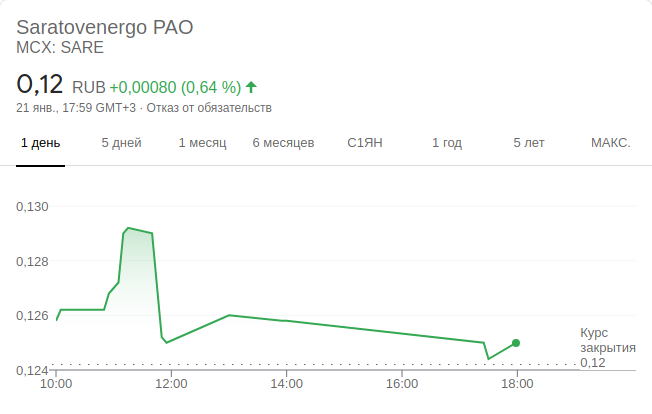 Saratovenergo PAO
MCX: SARE
0,12 RUB +0,00080 (0,64 %)
21 янв., 17:59 GMT+3 · Отказ от обязательств
1 день 5 дней 1 месяц 6 месяцев С1ЯН 1 год 5 лет МАКС.
0,130
0,128
0,126
0,124
Курс
закрытия
0,12
10:00 12:00 14:00 16:00 18:00